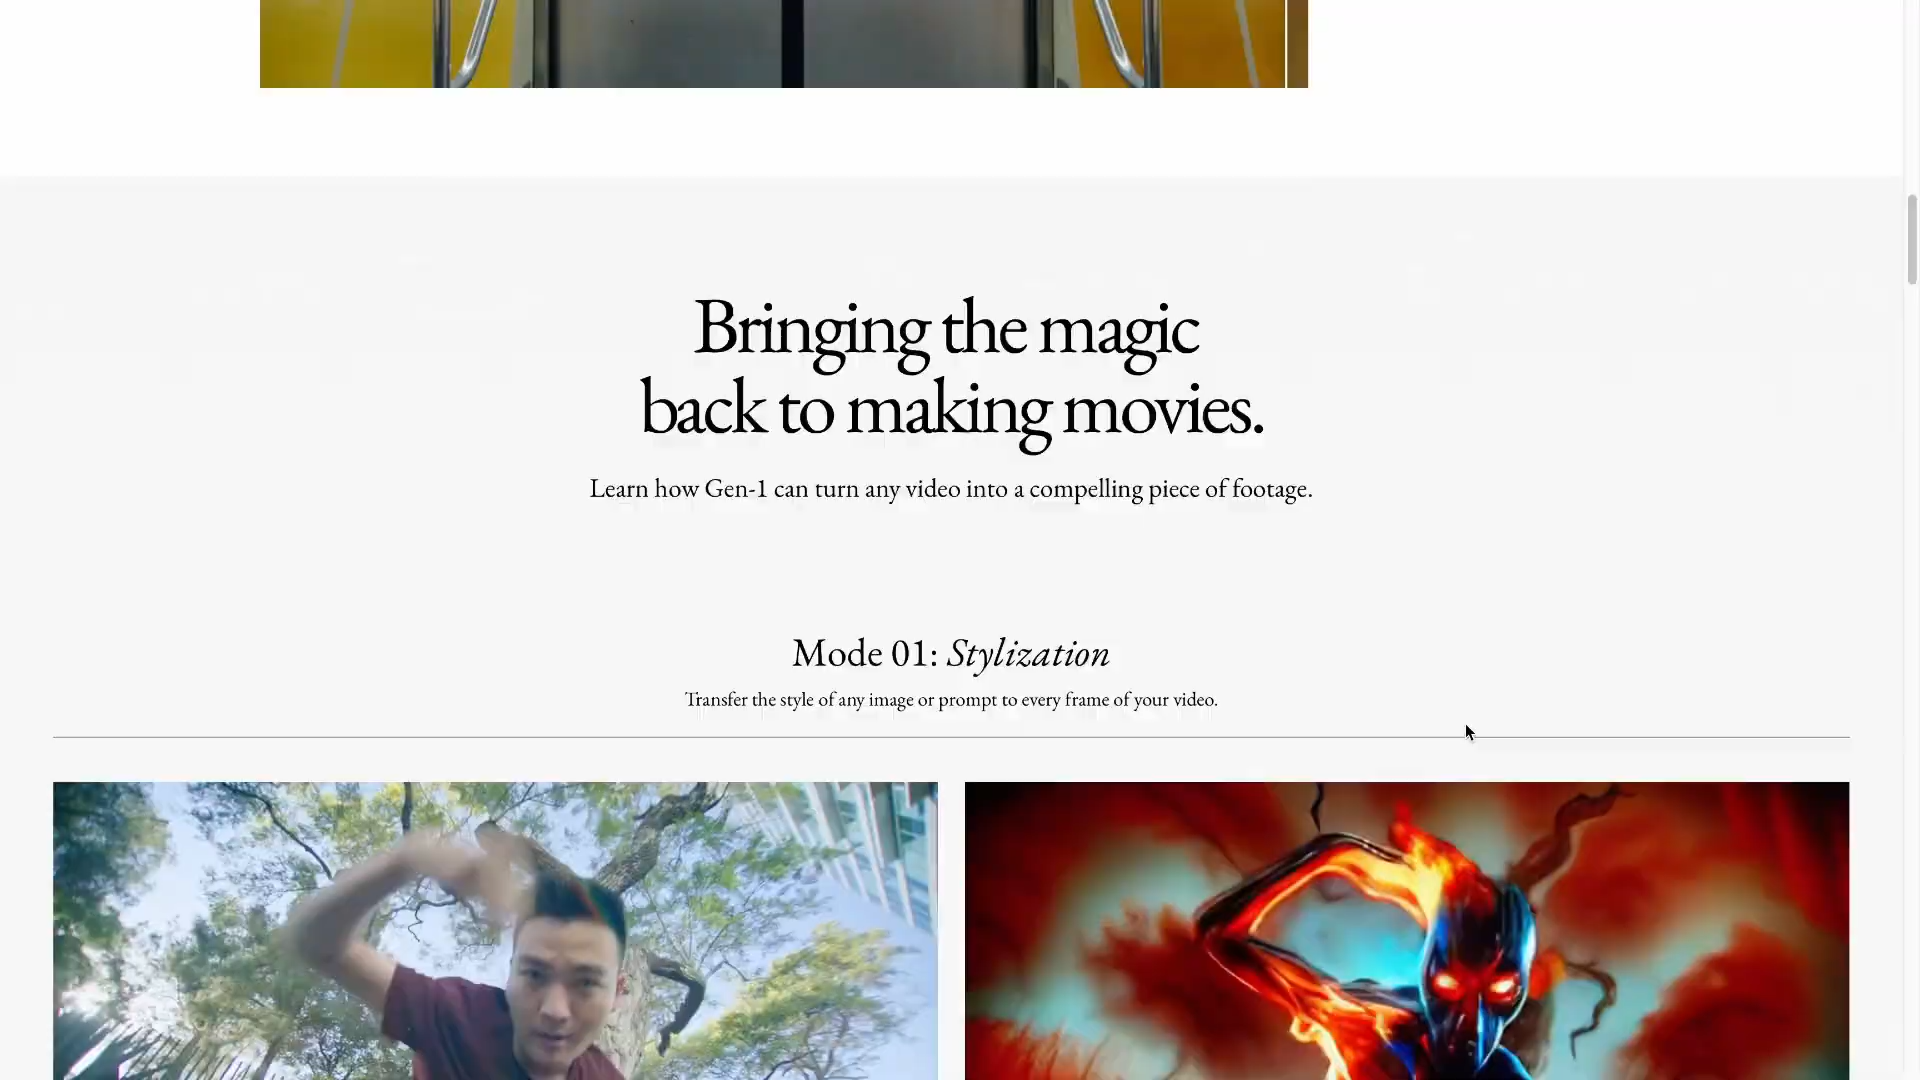 Bringing the magic
back to making movies.
Learn how Gen-1 can turn any video into a compelling piece of footage.
Mode 01: Stylization
Transfer the style of any image or prompt to every frame of your video.